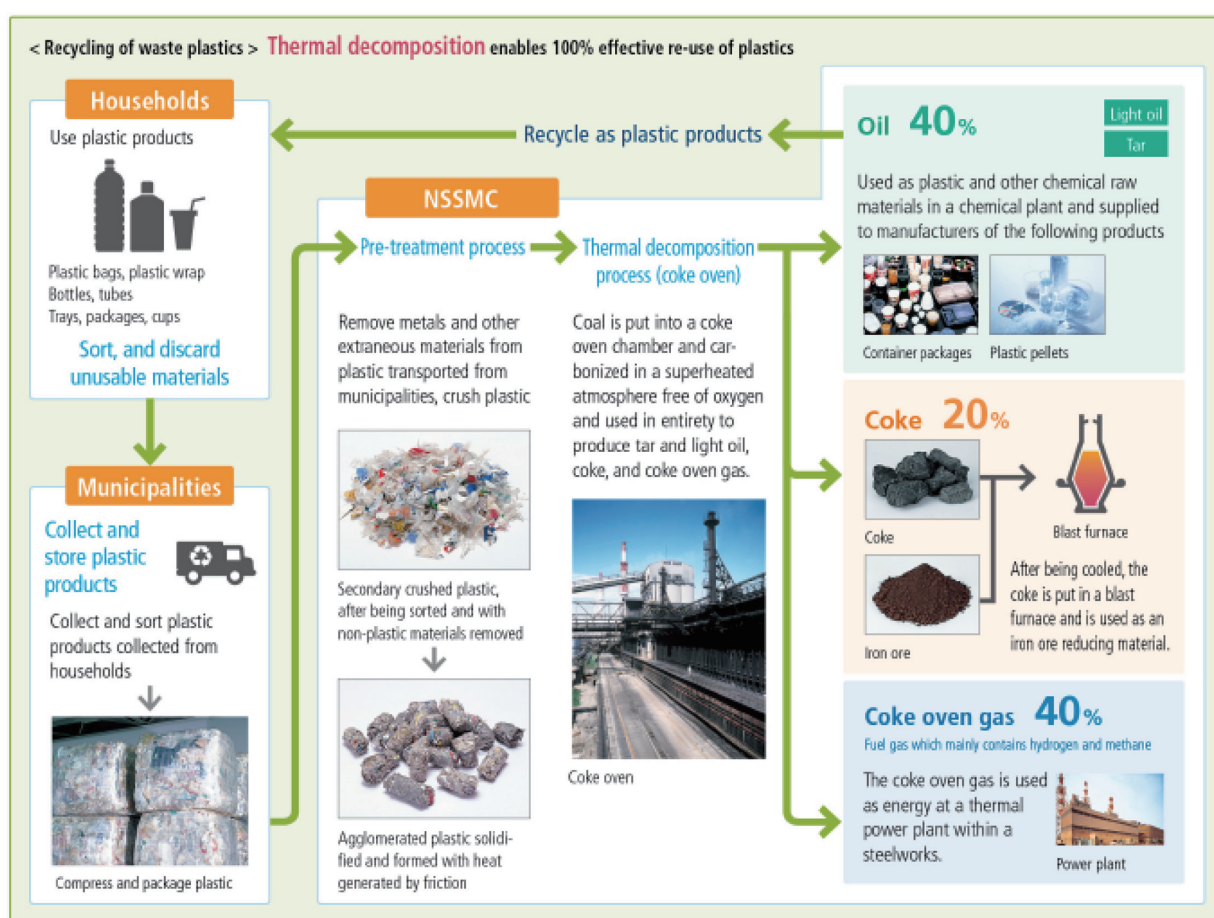 < Recycling of waste plastics > Thermal decomposition enables 100% effective re-use of plastics
Households
Use plastic products
Plastic bags, plastic wrap
Bottles, tubes
Trays, packages, cups
Sort, and discard
unusable materials
Municipalities
Collect and
store plastic
products
Collect and sort plastic
products collected from
households
Compress and package plastic
Recycle as plastic products
NSSMC
Pre-treatment process
Remove metals and other
extraneous materials from
plastic transported from
municipalities, crush plastic
Secondary crushed plastic,
after being sorted and with
non-plastic materials removed
Agglomerated plastic solidi-
fied and formed with heat
generated by friction
Thermal decomposition
process (coke oven)
Coal is put into a coke
oven chamber and car-
bonized in a superheated
atmosphere free of oxygen
and used in entirety to
produce tar and light oil,
coke, and coke oven gas.
Coke oven
Oil 40%
Light oil
Tar
Used as plastic and other chemical raw
materials in a chemical plant and supplied
to manufacturers of the following products
Container packages
Plastic pellets
Coke 20%
Coke
Iron ore
Blast furnace
After being cooled, the
coke is put in a blast
furnace and is used as an
iron ore reducing material.
Coke oven gas 40%
Fuel gas which mainly contains hydrogen and methane
The coke oven gas is used
as energy at a thermal
power plant within a
steelworks.
Power plant